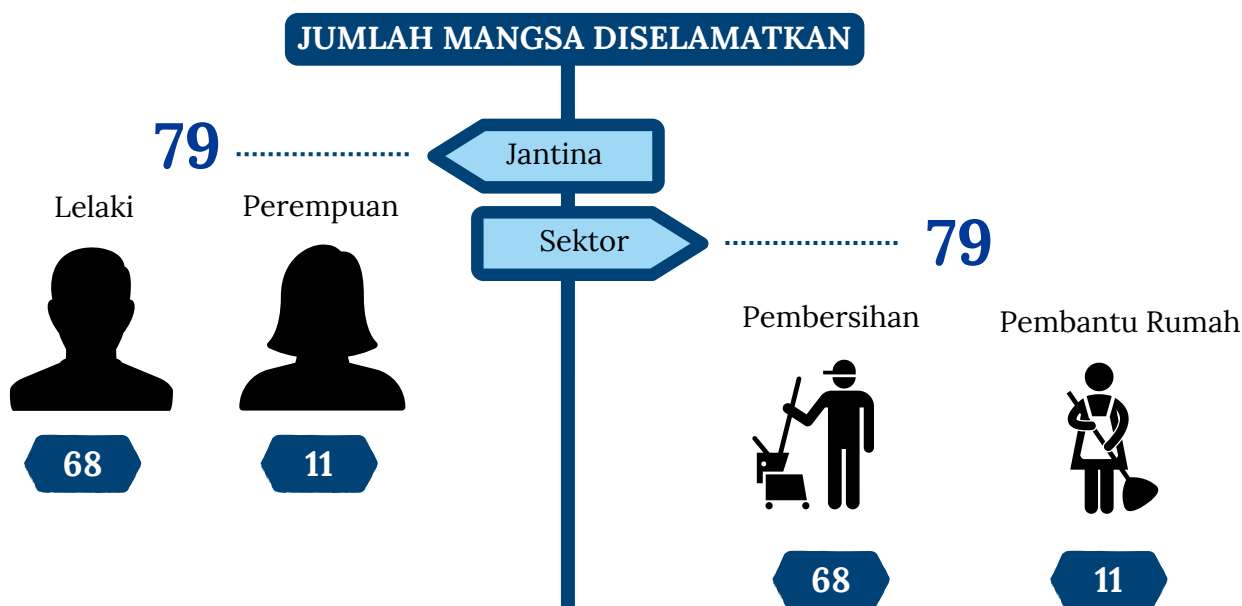 JUMLAH MANGSA DISELAMATKAN
79
Jantina
Lelaki
Perempuan
68
11
Sektor
79
Pembersihan
Pembantu Rumah
68
11